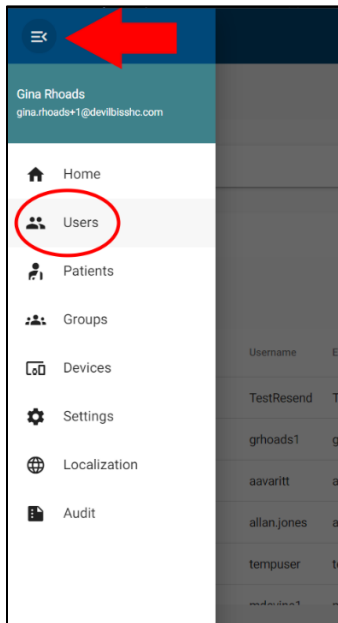 Gina Rhoads
gina.rhoads+1@devilbisshc.com
Home
Users
Patients
Groups
Devices
Settings
Localization
Audit
Username E
TestResend T
grhoads1 g
aavaritt a
allan.jones a
tempuser te